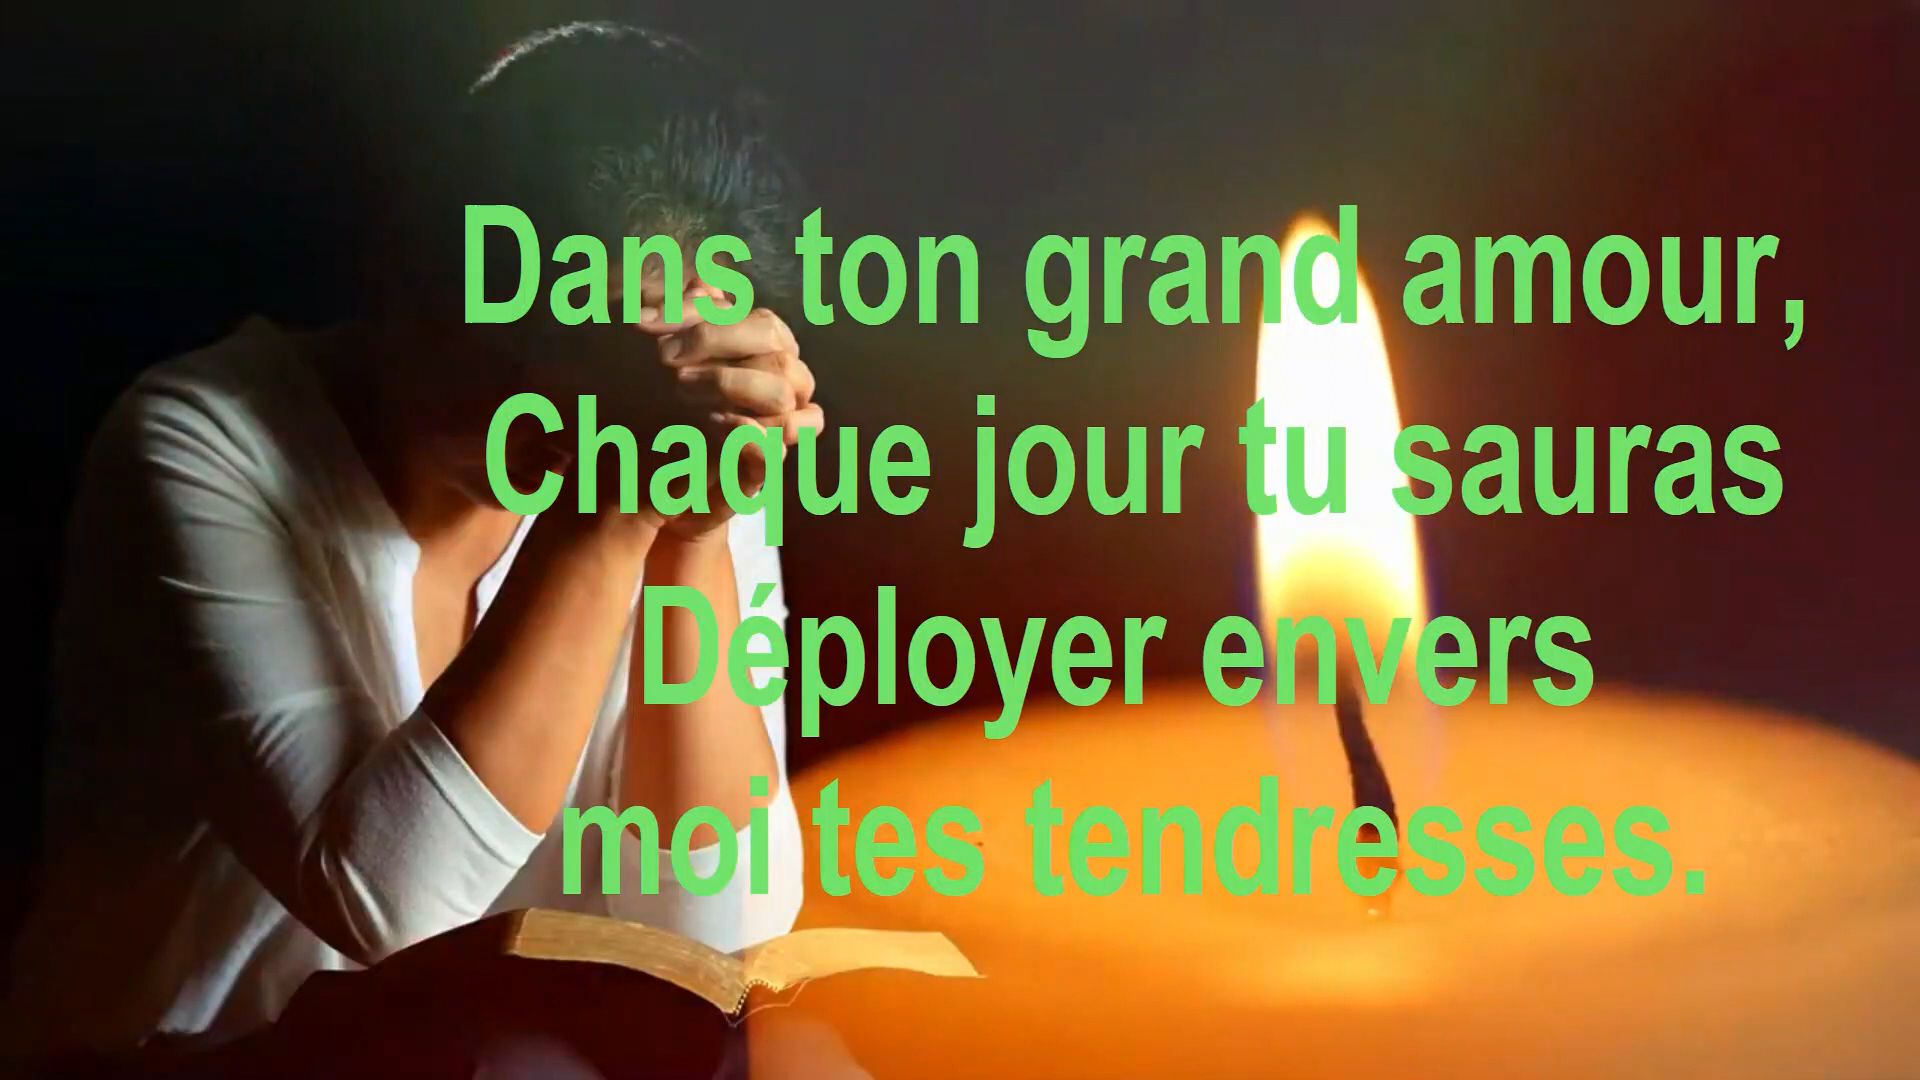 Dans ton grand amour,
Chaque jour tu sauras
Déployer envers
moi tes tendresses.